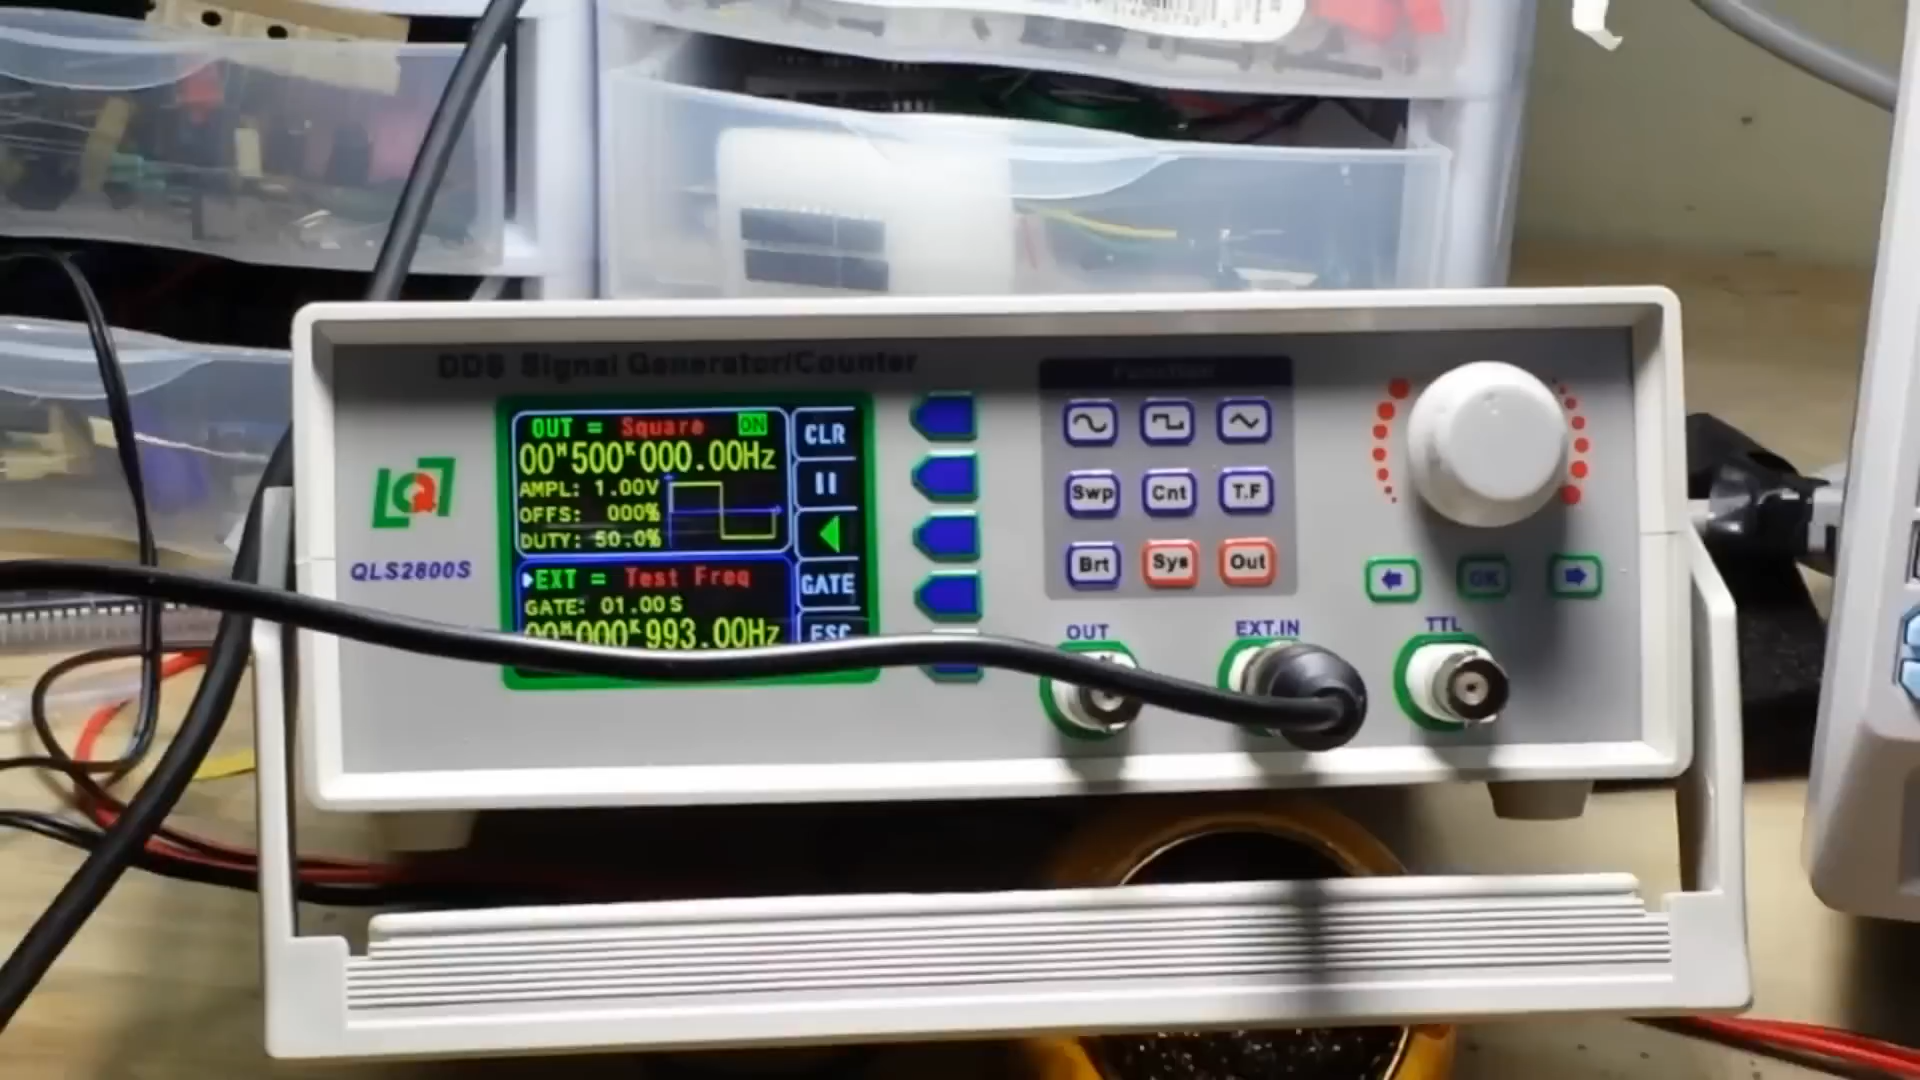 DDS Signal Generator/Counter
OUT = Square ON
00M500K000.00Hz
AMPL: 1.00V
OFFS: 000%
DUTY: 50.0%
EXT = Test Freq
GATE: 01.00S
00M000K993.00Hz
CLR
GATE
ESC
QLS2800S
Function
Swp Cnt T.F
Brt Sys Out
OK
OUT EXT.IN TTL